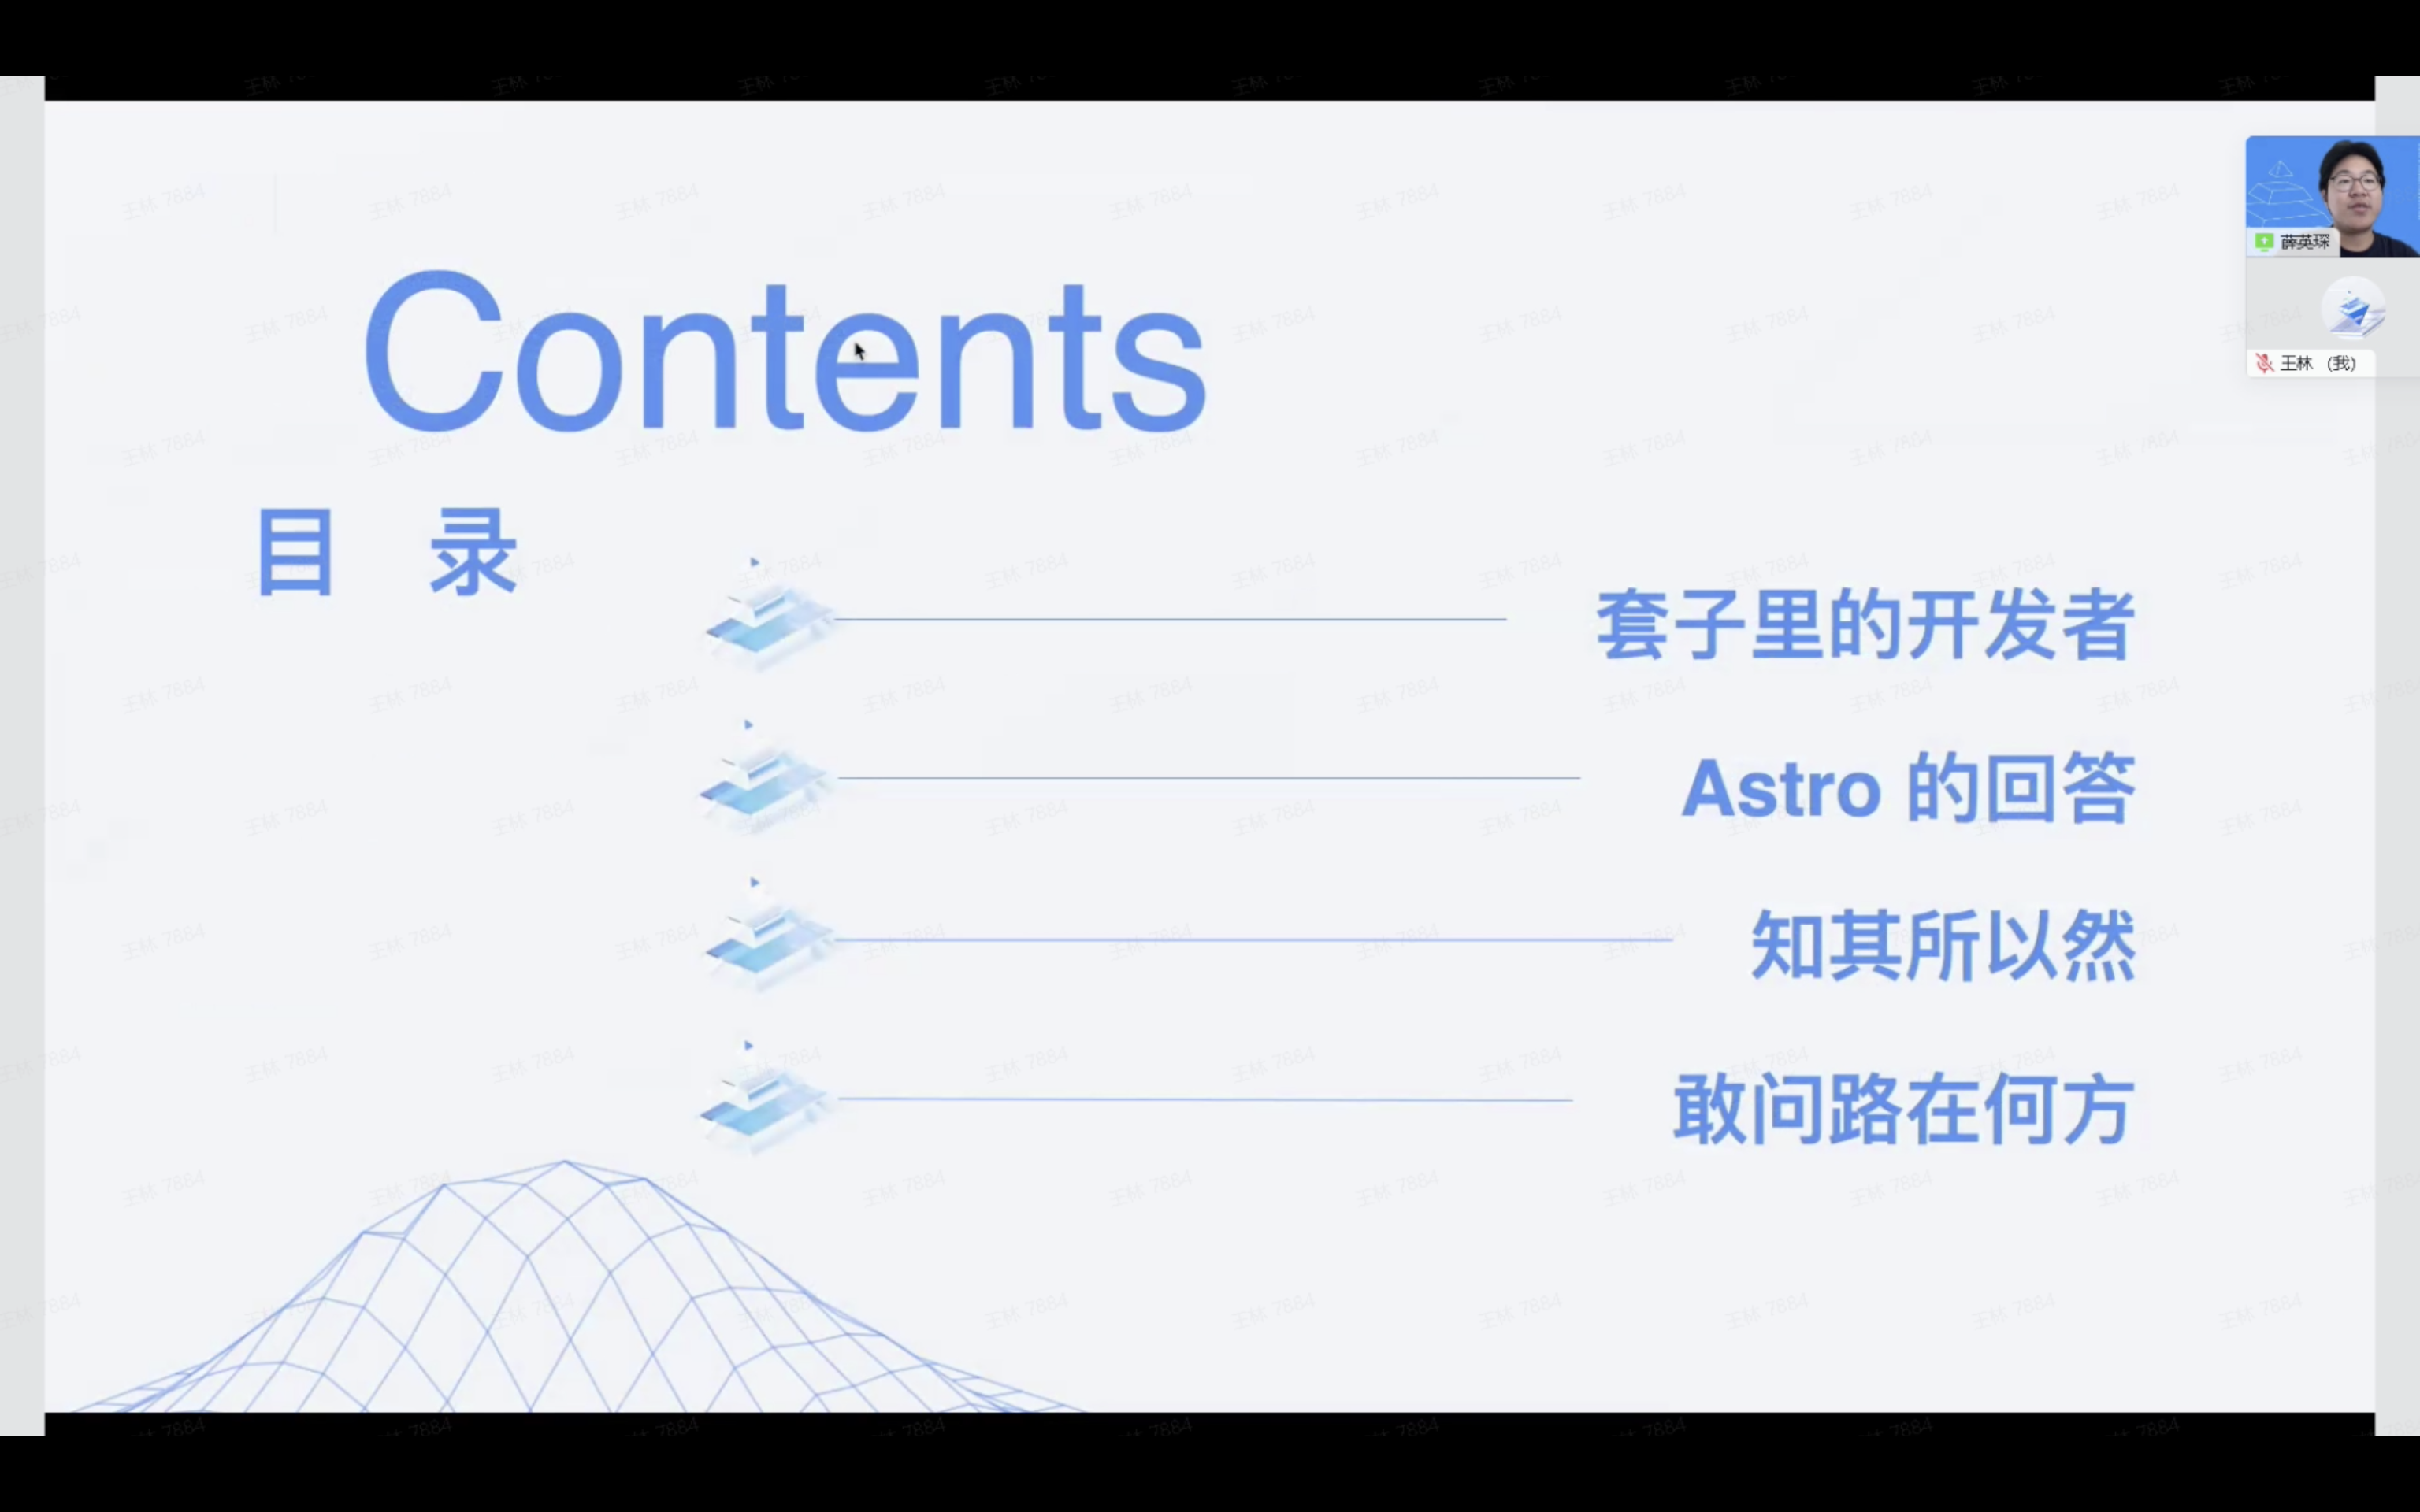 Contents
目 录
套子里的开发者
Astro 的回答
知其所以然
敢问路在何方
薛英琛
王林 (我)
王林 7884